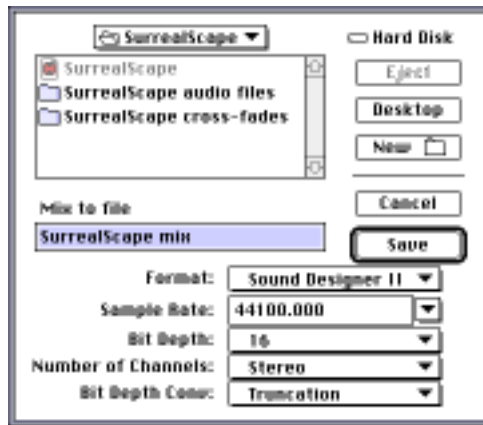 SurrealScape
Hard Disk
SurrealScape
SurrealScape audio files
SurrealScape cross-fades
Eject
Desktop
New
Mix to file
SurrealScape mix
Cancel
Save
Format: Sound Designer II
Sample Rate: 44100.000
Bit Depth: 16
Number of Channels: Stereo
Bit Depth Conv: Truncation